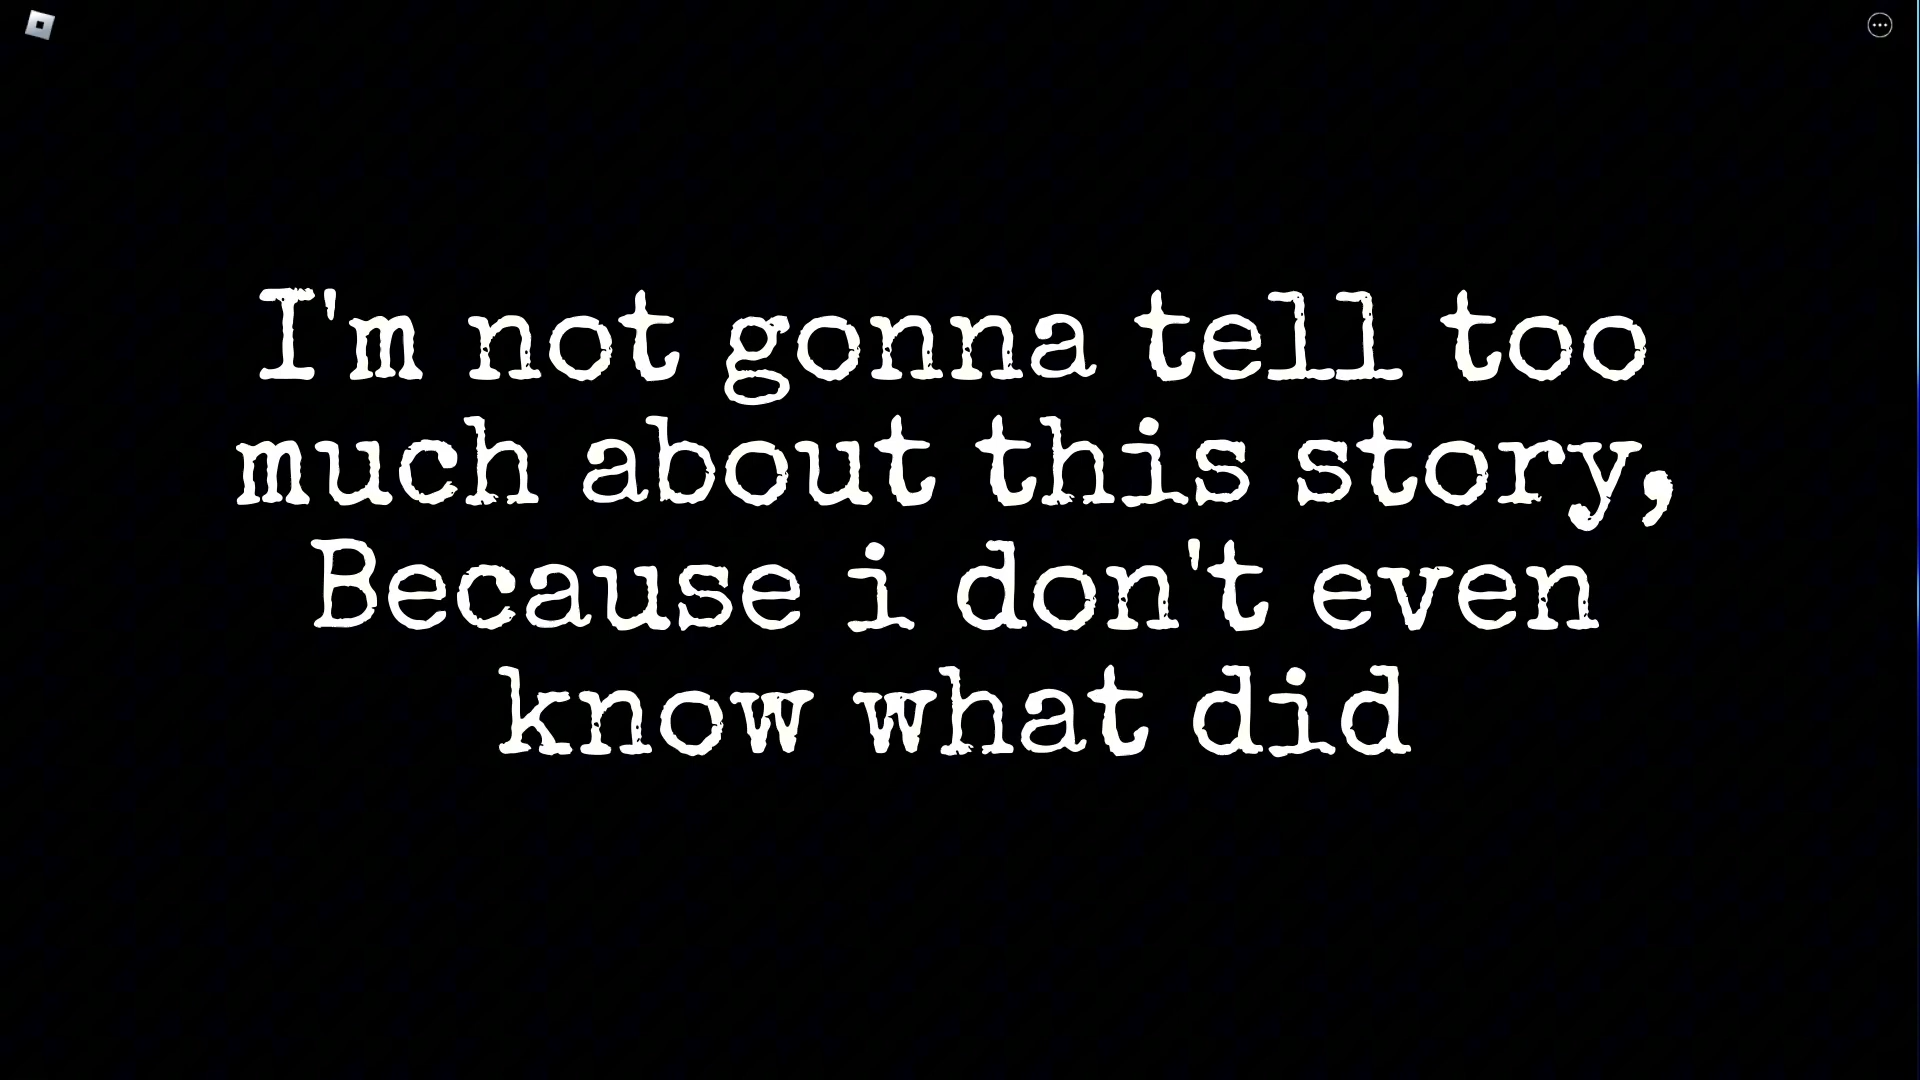 I'm not gonna tell too
much about this story,
Because i don't even
know what did